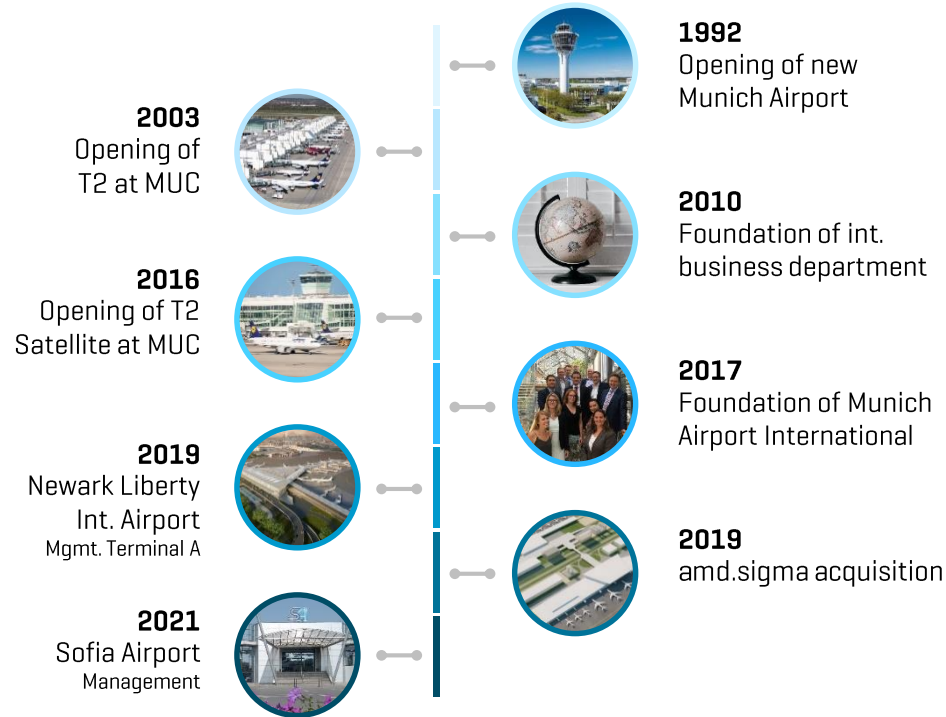 1992
Opening of new
Munich Airport
2003
Opening of
T2 at MUC
2010
Foundation of int.
business department
2016
Opening of T2
Satellite at MUC
2017
Foundation of Munich
Airport International
2019
Newark Liberty
Int. Airport
Mgmt. Terminal A
2019
amd.sigma acquisition
2021
Sofia Airport
Management